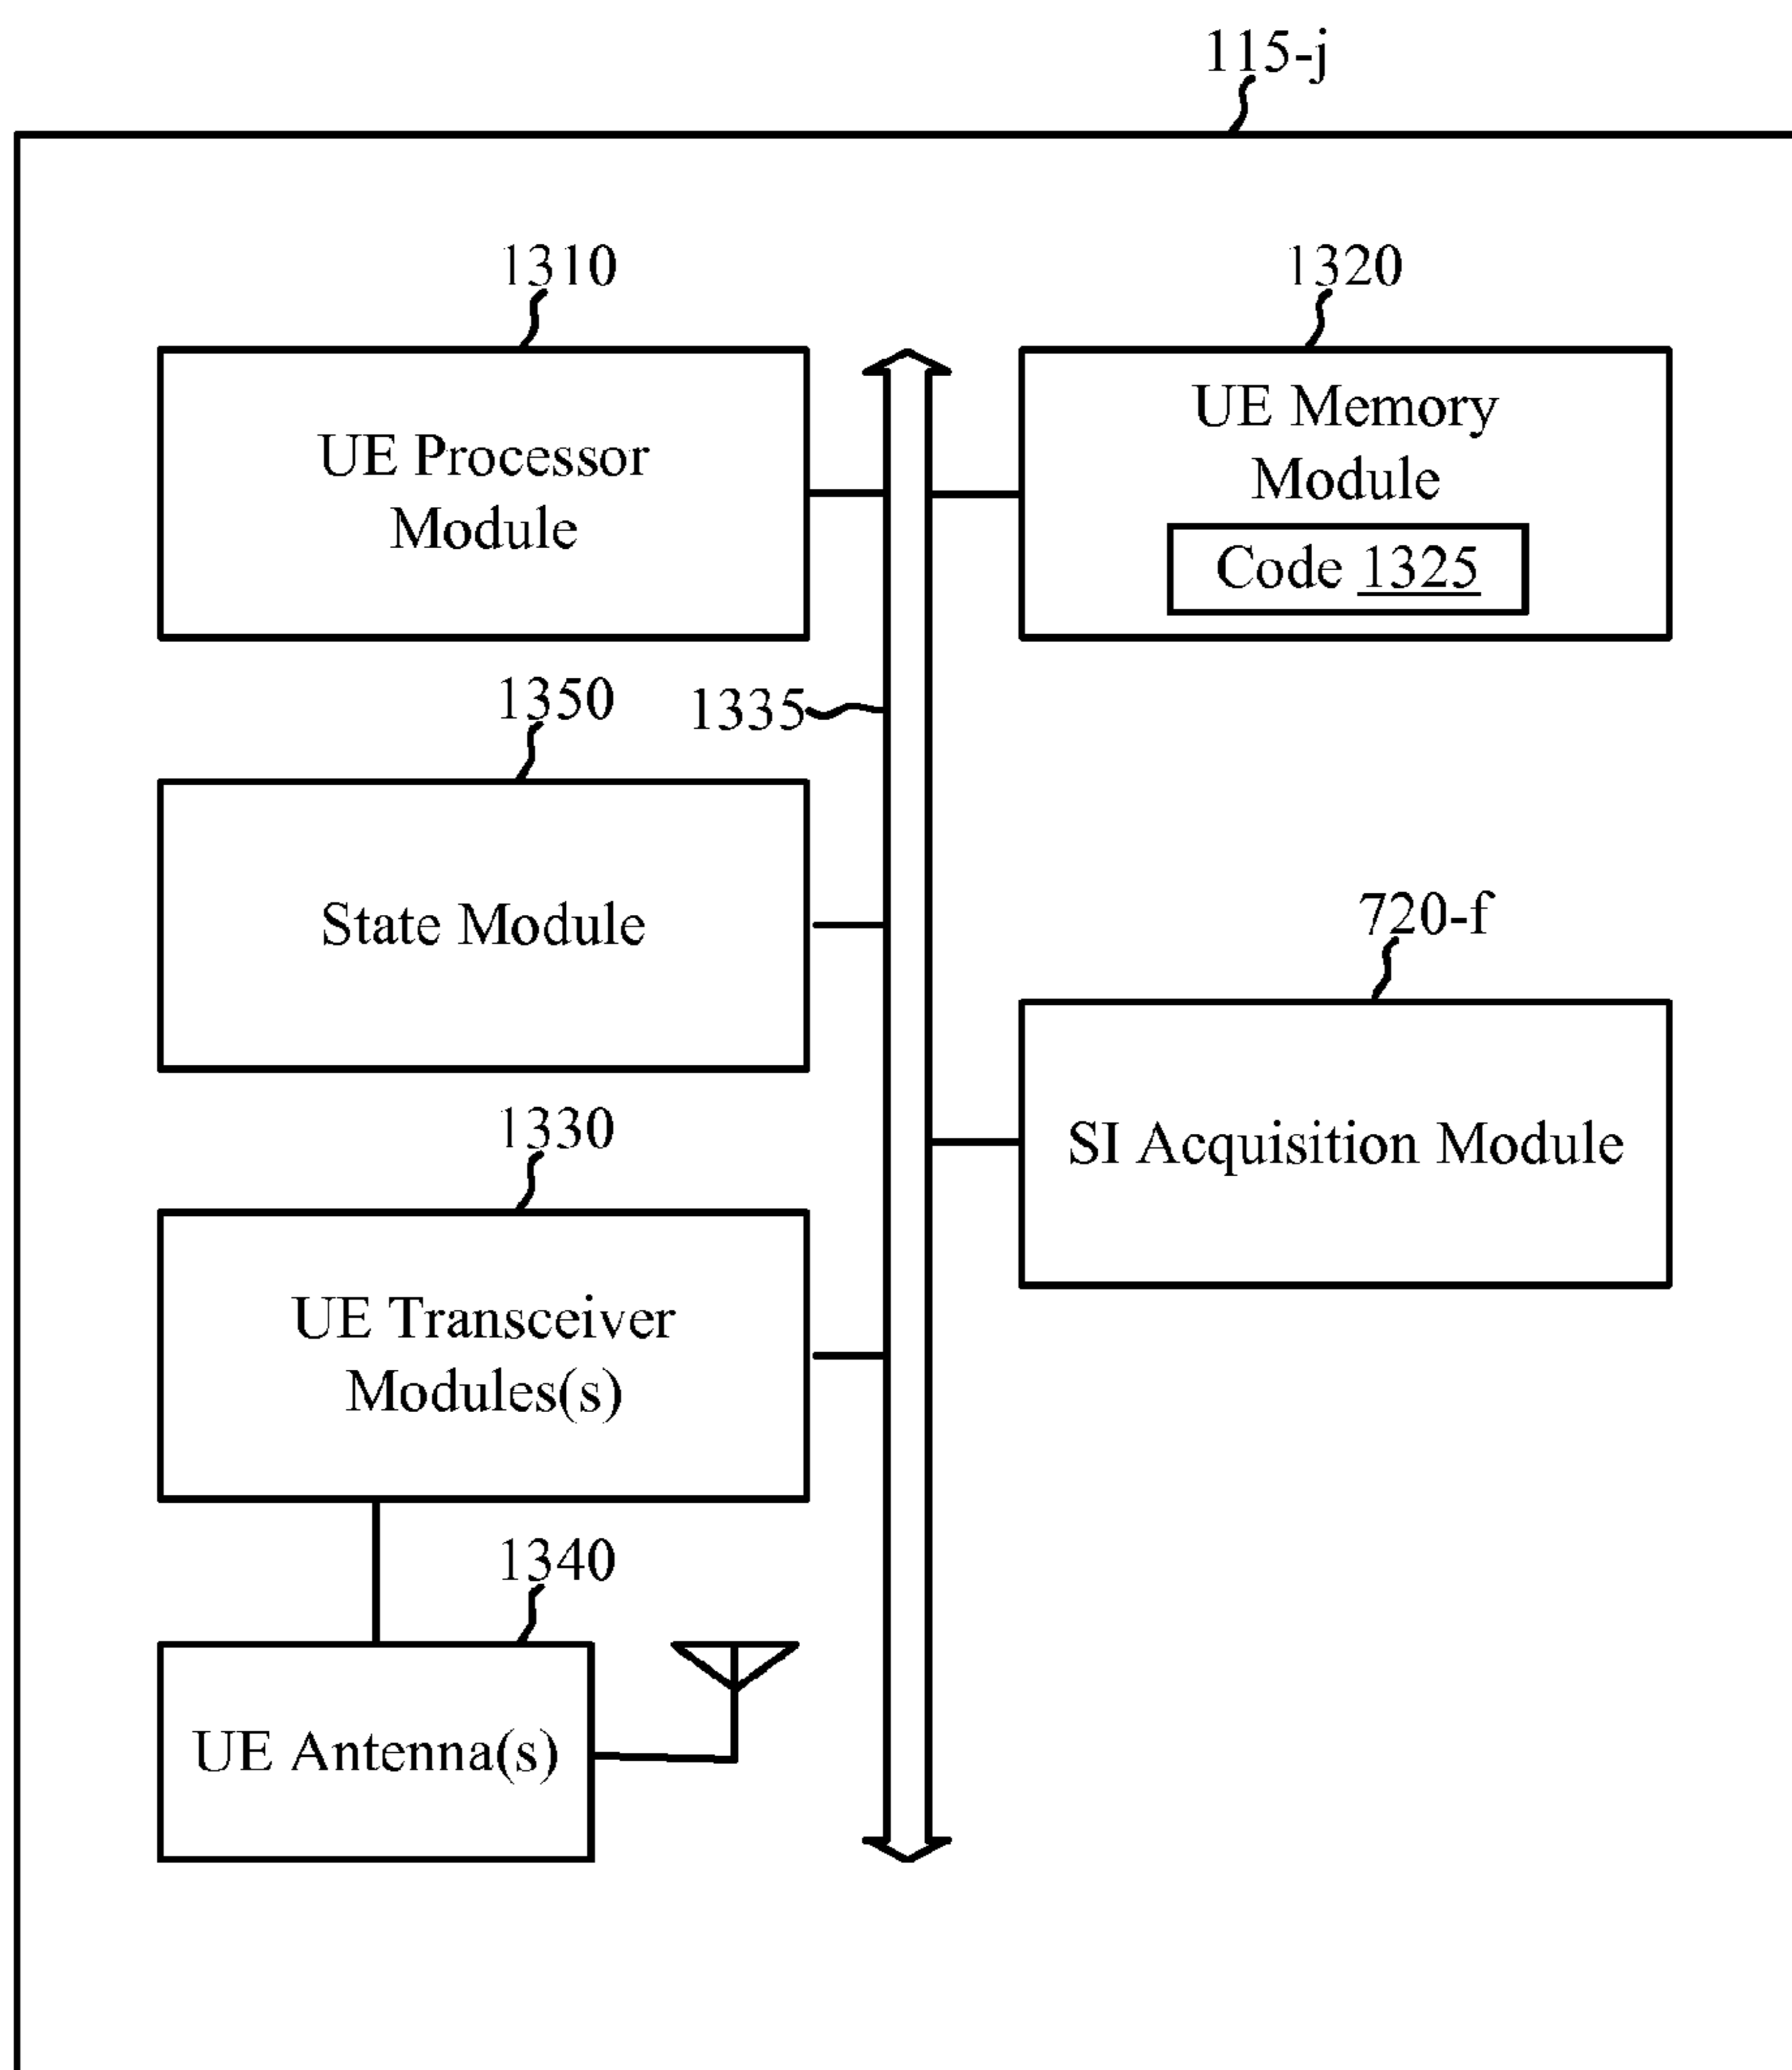 115-j
1310
1320
UE Processor
Module
UE Memory
Module
Code 1325
1350
1335
State Module
720-f
SI Acquisition Module
1330
UE Transceiver
Modules(s)
1340
UE Antenna(s)